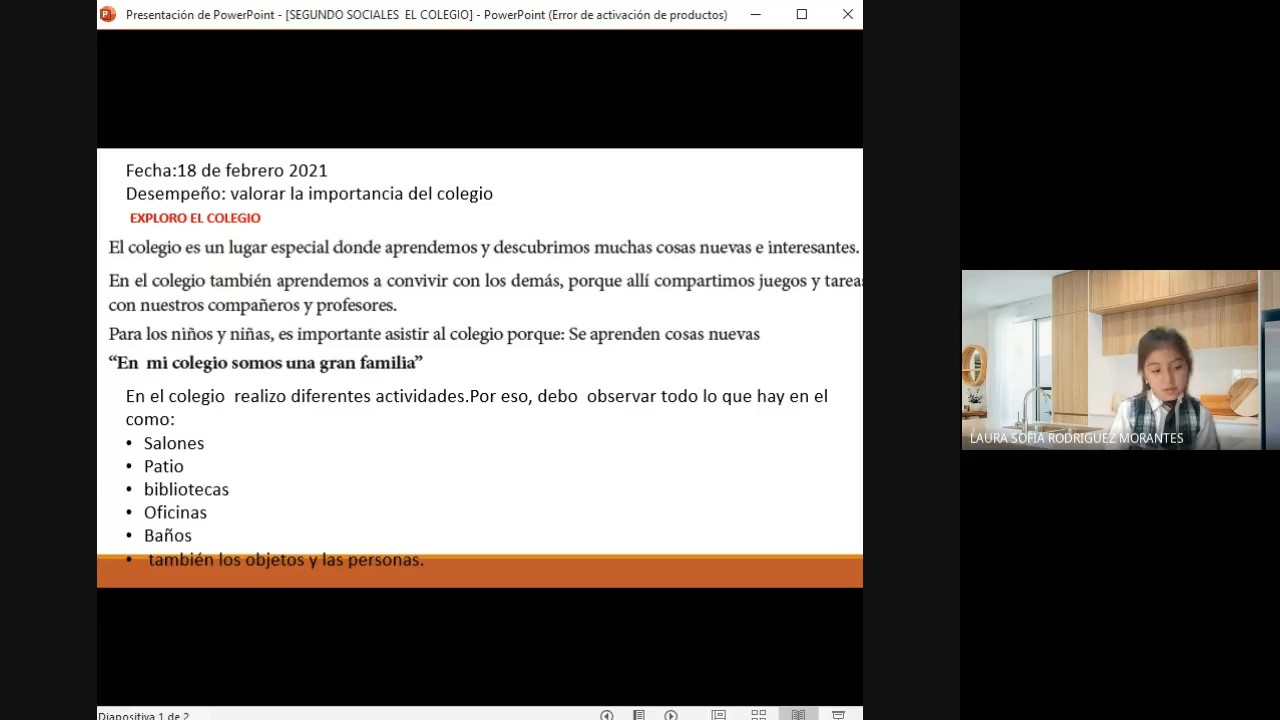 Presentación de PowerPoint - [SEGUNDO SOCIALES  EL COLEGIO] - PowerPoint (Error de activación de productos)
Fecha:18 de febrero 2021
Desempeño: valorar la importancia del colegio
EXPLORO EL COLEGIO
El colegio es un lugar especial donde aprendemos y descubrimos muchas cosas nuevas e interesantes.
En el colegio también aprendemos a convivir con los demás, porque allí compartimos juegos y tareas
con nuestros compañeros y profesores.
Para los niños y niñas, es importante asistir al colegio porque: Se aprenden cosas nuevas
“En  mi colegio somos una gran familia”
En el colegio  realizo diferentes actividades.Por eso, debo  observar todo lo que hay en el
como:
• Salones
• Patio
• bibliotecas
• Oficinas
• Baños
• también los objetos y las personas.
LAURA SOFIA RODRIGUEZ MORANTES
Diapositiva 1 de 2